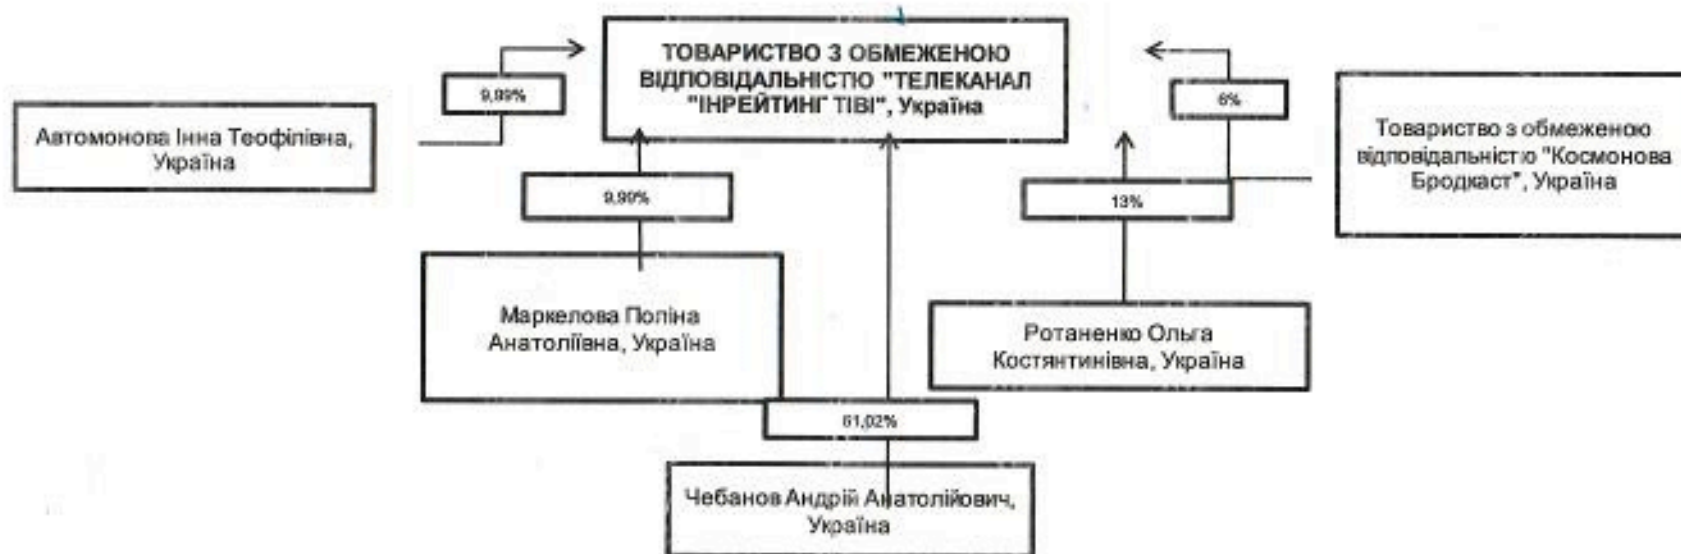 ТОВАРИСТВО З ОБМЕЖЕНОЮ
ВІДПОВІДАЛЬНІСТЮ "ТЕЛЕКАНАЛ
"ІНРЕЙТИНГ ТІВІ", Україна
9,99%
6%
Автомонова Інна Теофілівна,
Україна
Товариство з обмеженою
відповідальністю "Космонова
Бродкаст", Україна
9,99%
13%
Маркелова Поліна
Анатоліївна, Україна
Ротаненко Ольга
Костянтинівна, Україна
61,02%
Чебанов Андрій Анатолійович,
Україна